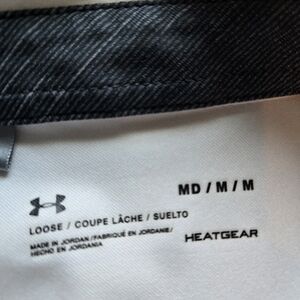 MD / M / M
LOOSE / COUPE LÂCHE / SUELTO
MADE IN JORDAN/FABRIQUÉ EN JORDANIE/
HECHO EN JORDANIA
HEATGEAR